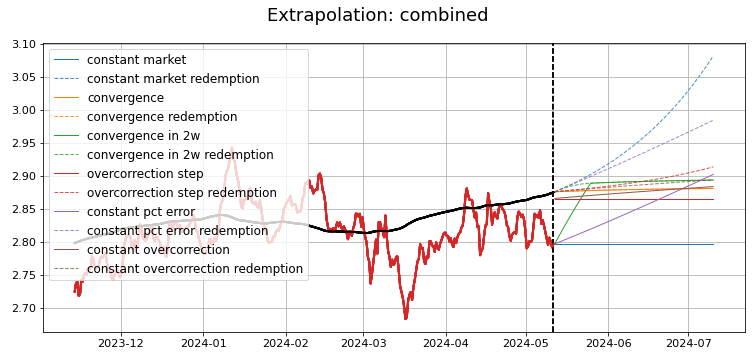 Extrapolation: combined
3.10
3.05
3.00
2.95
2.90
2.85
2.80
2.75
2.70
constant market
constant market redemption
convergence
convergence redemption
convergence in 2w
convergence in 2w redemption
overcorrection step
overcorrection step redemption
constant pct error
constant pct error redemption
constant overcorrection
constant overcorrection redemption
2023-12 2024-01 2024-02 2024-03 2024-04 2024-05 2024-06 2024-07